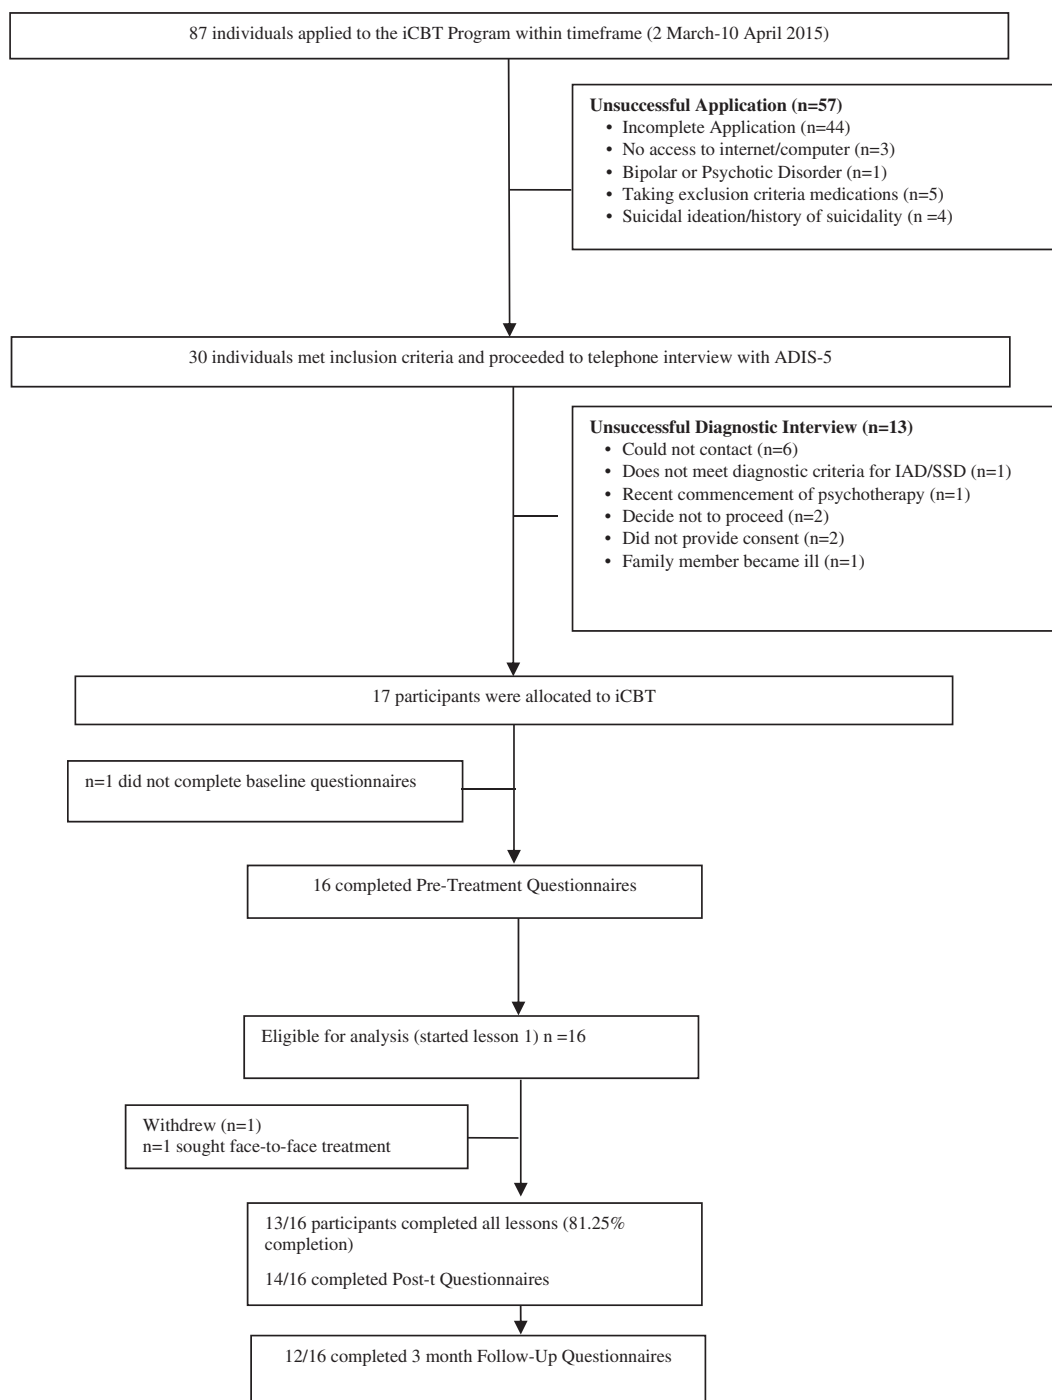 87 individuals applied to the iCBT Program within timeframe (2 March-10 April 2015)
Unsuccessful Application (n=57)
• Incomplete Application (n=44)
• No access to internet/computer (n=3)
• Bipolar or Psychotic Disorder (n=1)
• Taking exclusion criteria medications (n=5)
• Suicidal ideation/history of suicidality (n =4)
30 individuals met inclusion criteria and proceeded to telephone interview with ADIS-5
Unsuccessful Diagnostic Interview (n=13)
• Could not contact (n=6)
• Does not meet diagnostic criteria for IAD/SSD (n=1)
• Recent commencement of psychotherapy (n=1)
• Decide not to proceed (n=2)
• Did not provide consent (n=2)
• Family member became ill (n=1)
17 participants were allocated to iCBT
n=1 did not complete baseline questionnaires
16 completed Pre-Treatment Questionnaires
Eligible for analysis (started lesson 1) n =16
Withdrew (n=1)
n=1 sought face-to-face treatment
13/16 participants completed all lessons (81.25%
completion)
14/16 completed Post-t Questionnaires
12/16 completed 3 month Follow-Up Questionnaires